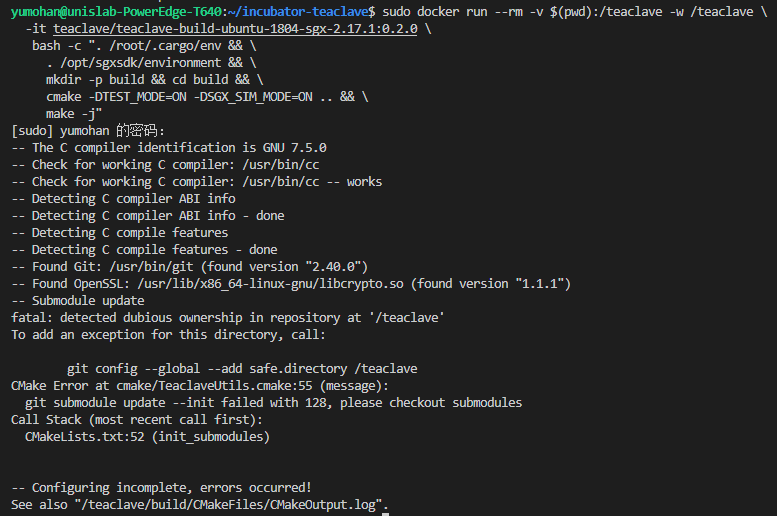 yumohan@unislab-PowerEdge-T640:~/incubator-teaclave$ sudo docker run --rm -v $(pwd):/teaclave -w /teaclave \
-it teaclave/teaclave-build-ubuntu-1804-sgx-2.17.1:0.2.0 \
bash -c ". /root/.cargo/env && \
. /opt/sgxsdk/environment && \
mkdir -p build && cd build && \
cmake -DTEST_MODE=ON -DSGX_SIM_MODE=ON .. && \
make -j"
[sudo] yumohan 的密码:
-- The C compiler identification is GNU 7.5.0
-- Check for working C compiler: /usr/bin/cc
-- Check for working C compiler: /usr/bin/cc -- works
-- Detecting C compiler ABI info
-- Detecting C compiler ABI info - done
-- Detecting C compile features
-- Detecting C compile features - done
-- Found Git: /usr/bin/git (found version "2.40.0")
-- Found OpenSSL: /usr/lib/x86_64-linux-gnu/libcrypto.so (found version "1.1.1")
-- Submodule update
fatal: detected dubious ownership in repository at '/teaclave'
To add an exception for this directory, call:
git config --global --add safe.directory /teaclave
CMake Error at cmake/TeaclaveUtils.cmake:55 (message):
git submodule update --init failed with 128, please checkout submodules
Call Stack (most recent call first):
CMakeLists.txt:52 (init_submodules)
-- Configuring incomplete, errors occurred!
See also "/teaclave/build/CMakeFiles/CMakeOutput.log".